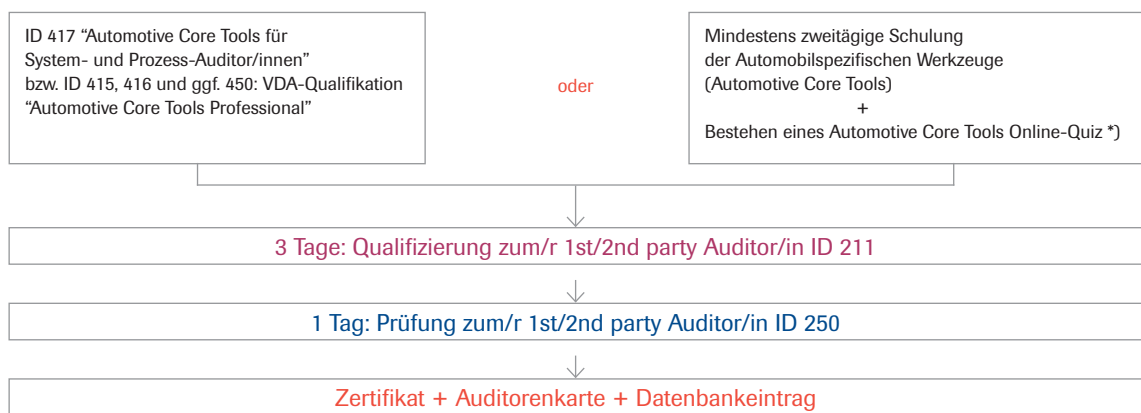 ID 417 “Automotive Core Tools für
System- und Prozess-Auditor/innen”
bzw. ID 415, 416 und ggf. 450: VDA-Qualifikation
“Automotive Core Tools Professional”
oder
Mindestens zweitägige Schulung
der Automobilspezifischen Werkzeuge
(Automotive Core Tools)
+
Bestehen eines Automotive Core Tools Online-Quiz *)
3 Tage: Qualifizierung zum/r 1st/2nd party Auditor/in ID 211
1 Tag: Prüfung zum/r 1st/2nd party Auditor/in ID 250
Zertifikat + Auditorenkarte + Datenbankeintrag